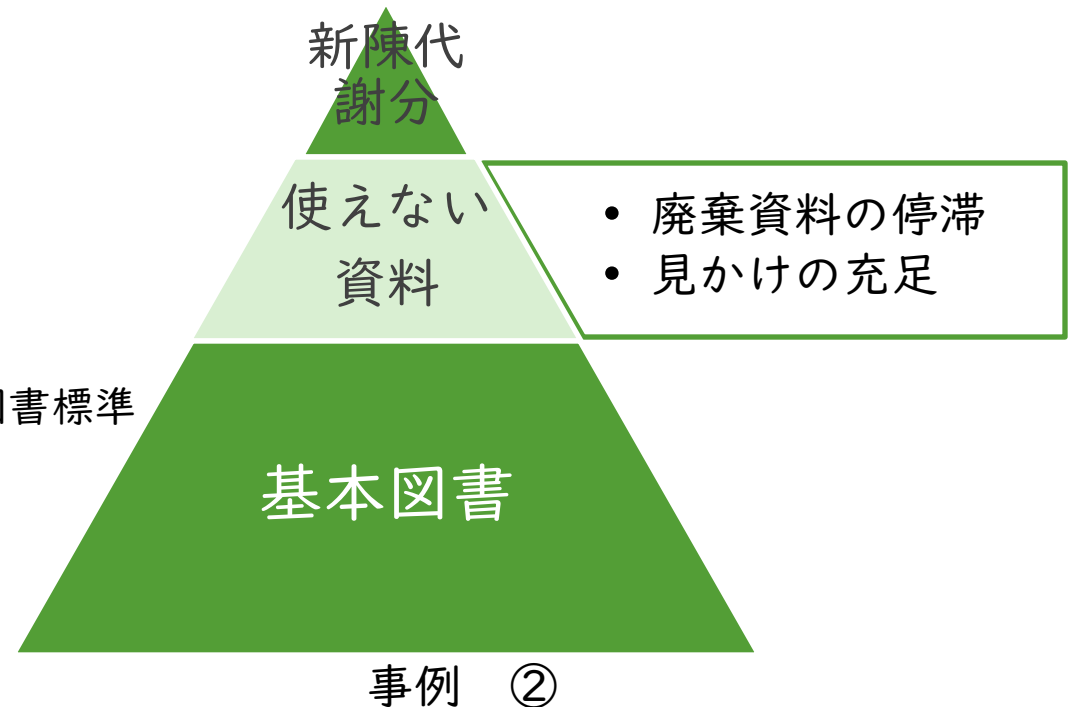 新陳代
謝分
使えない
資料
• 廃棄資料の停滞
• 見かけの充足
書標準
基本図書
事例　②